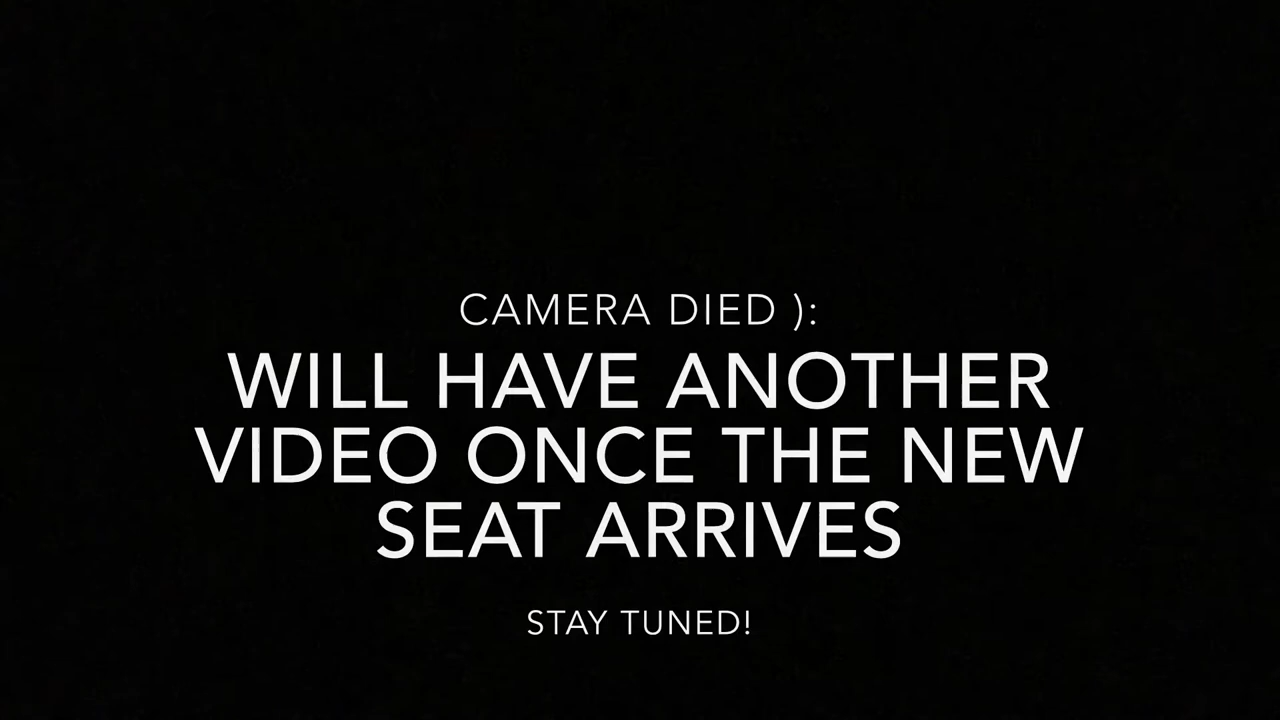 CAMERA DIED ):
WILL HAVE ANOTHER
VIDEO ONCE THE NEW
SEAT ARRIVES
STAY TUNED!